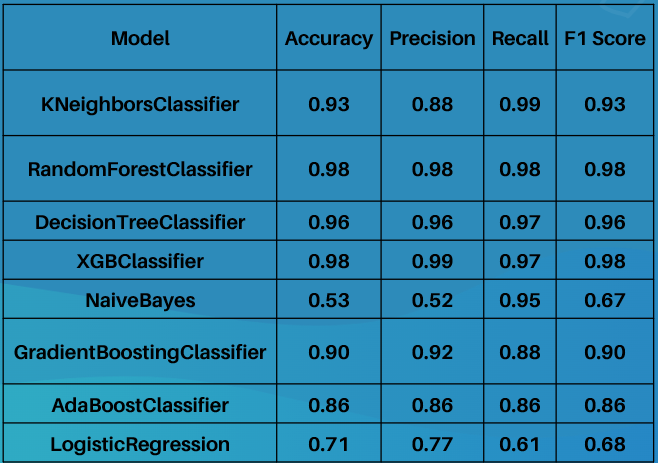 Model Accuracy Precision Recall F1 Score
KNeighborsClassifier 0.93 0.88 0.99 0.93
RandomForestClassifier 0.98 0.98 0.98 0.98
DecisionTreeClassifier 0.96 0.96 0.97 0.96
XGBClassifier 0.98 0.99 0.97 0.98
NaiveBayes 0.53 0.52 0.95 0.67
GradientBoostingClassifier 0.90 0.92 0.88 0.90
AdaBoostClassifier 0.86 0.86 0.86 0.86
LogisticRegression 0.71 0.77 0.61 0.68